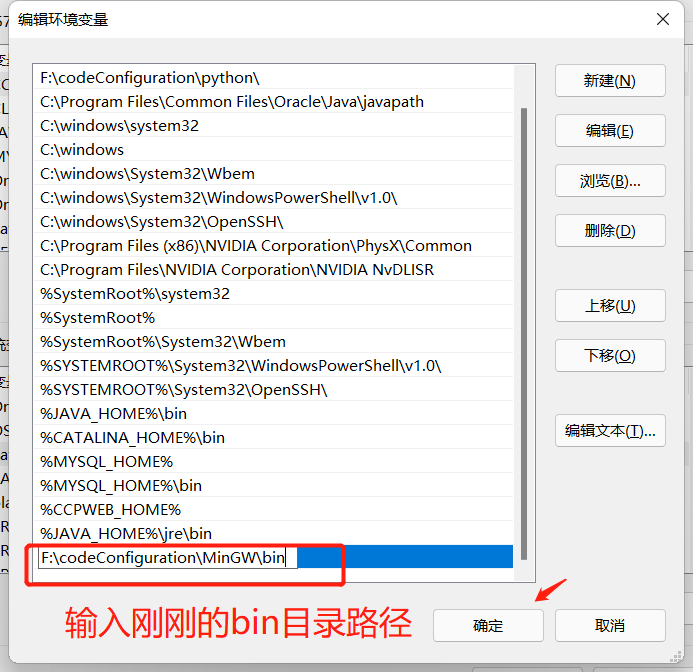 编辑环境变量
F:\codeConfiguration\python\
C:\Program Files\Common Files\Oracle\Java\javapath
C:\windows\system32
C:\windows
C:\windows\System32\Wbem
C:\windows\System32\WindowsPowerShell\v1.0\
C:\windows\System32\OpenSSH\
C:\Program Files (x86)\NVIDIA Corporation\PhysX\Common
C:\Program Files\NVIDIA Corporation\NVIDIA NvDLISR
%SystemRoot%\system32
%SystemRoot%
%SystemRoot%\System32\Wbem
%SYSTEMROOT%\System32\WindowsPowerShell\v1.0\
%SYSTEMROOT%\System32\OpenSSH\
%JAVA_HOME%\bin
%CATALINA_HOME%\bin
%MYSQL_HOME%
%MYSQL_HOME%\bin
%CCPWEB_HOME%
%JAVA_HOME%\jre\bin
F:\codeConfiguration\MinGW\bin
新建(N)
编辑(E)
浏览(B)...
删除(D)
上移(U)
下移(O)
编辑文本(T)...
输入刚刚的bin目录路径
确定
取消